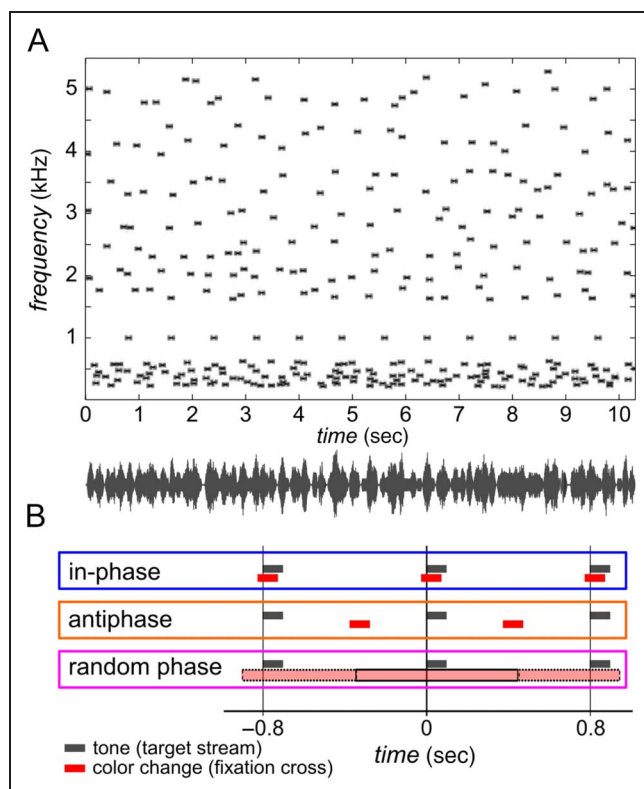 A
frequency (kHz)
5
4
3
2
1
0 1 2 3 4 5 6 7 8 9 10
time (sec)
B
in-phase
antiphase
random phase
−0.8 0 0.8
time (sec)
tone (target stream)
color change (fixation cross)